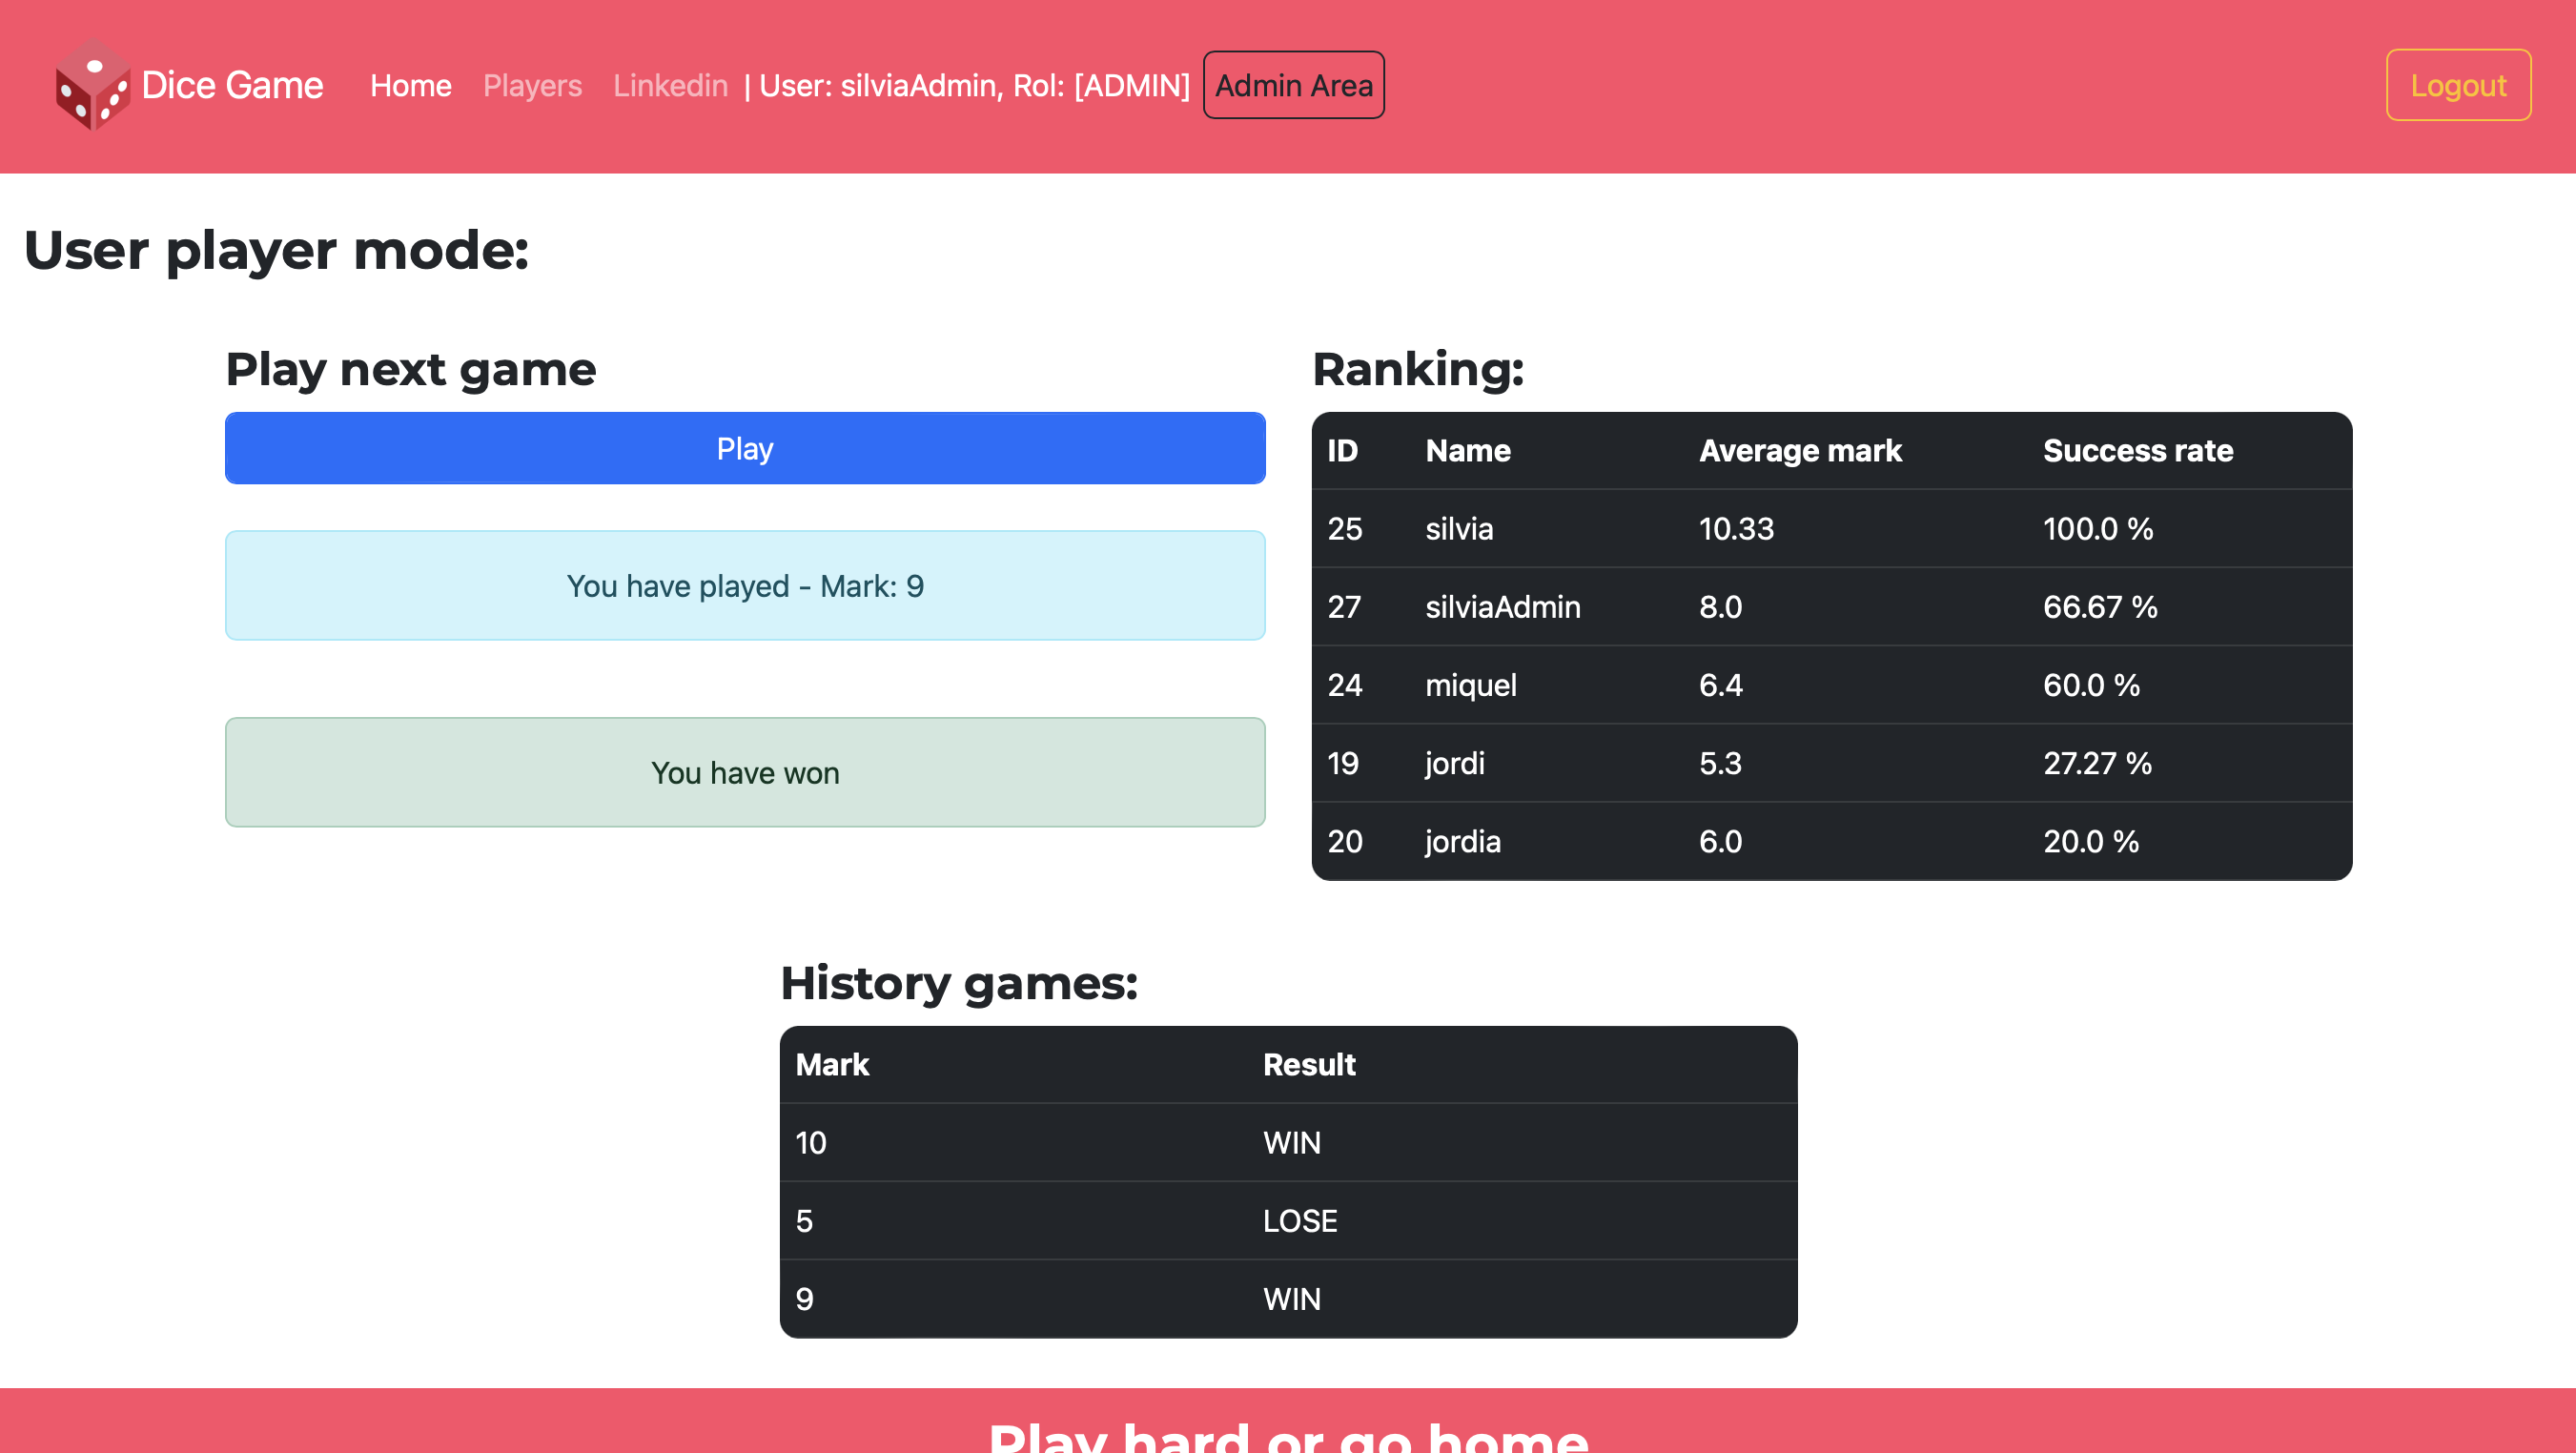 Dice Game Home Players Linkedin | User: silviaAdmin, Rol: [ADMIN] Admin Area Logout
User player mode:
Play next game
Play
You have played - Mark: 9
You have won
Ranking:
ID Name Average mark Success rate
25 silvia 10.33 100.0 %
27 silviaAdmin 8.0 66.67 %
24 miquel 6.4 60.0 %
19 jordi 5.3 27.27 %
20 jordia 6.0 20.0 %
History games:
Mark Result
10 WIN
5 LOSE
9 WIN
Play hard or go home